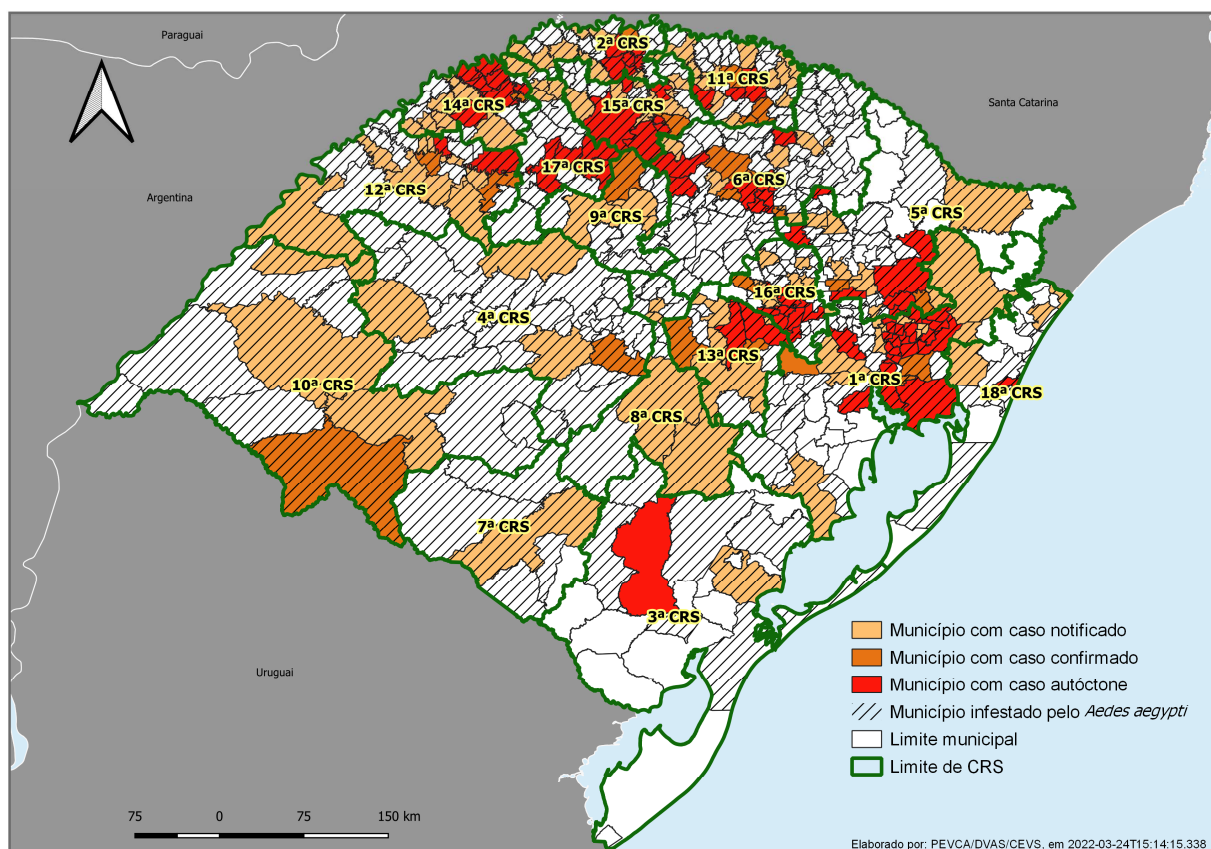 Paraguai
2ª CRS
11ª CRS
14ª CRS
15ª CRS
Santa Catarina
17ª CRS
6ª CRS
12ª CRS
Argentina
9ª CRS
5ª CRS
16ª CRS
4ª CRS
13ª CRS
10ª CRS
1ª CRS
18ª CRS
8ª CRS
7ª CRS
3ª CRS
Uruguai
Município com caso notificado
Município com caso confirmado
Município com caso autóctone
Município infestado pelo Aedes aegypti
Limite municipal
Limite de CRS
75 0 75 150 km
Elaborado por: PEVCA/DVAS/CEVS, em 2022-03-24T15:14:15.338